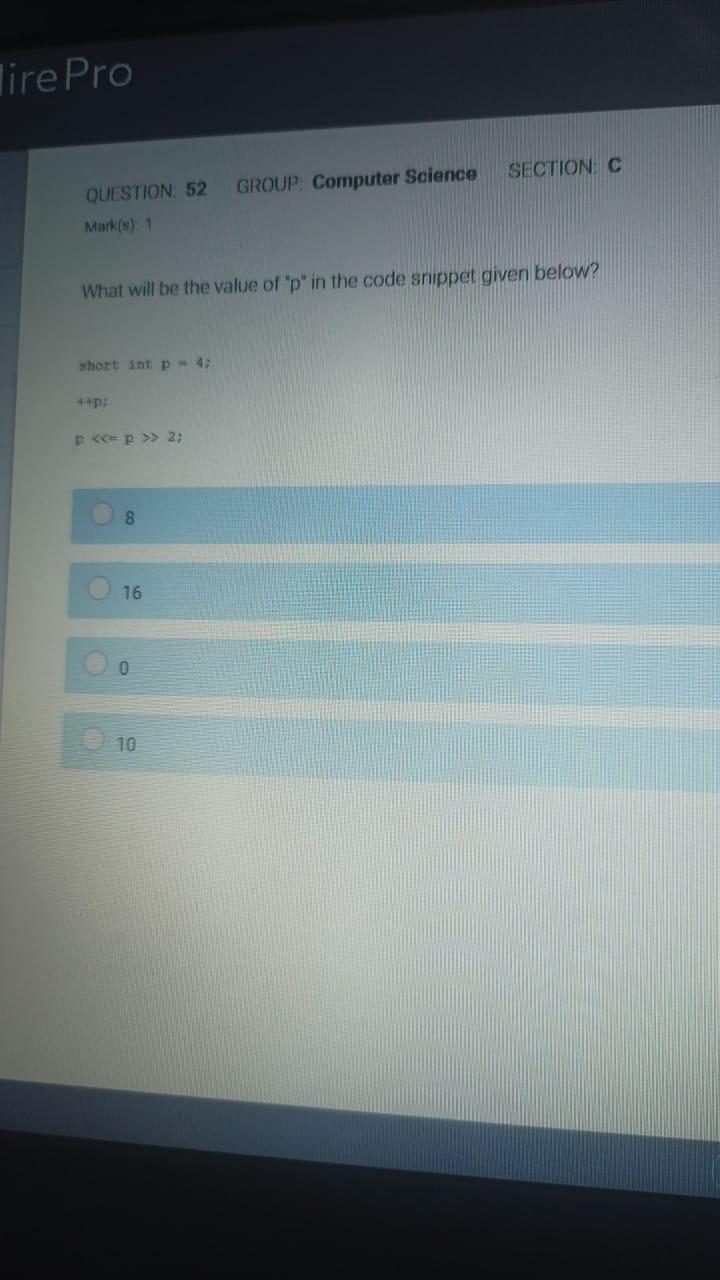 HirePro
QUESTION: 52 GROUP: Computer Science SECTION: C
Mark(s): 1
What will be the value of "p" in the code snippet given below?
short int p = 4;
++p;
p <<= p >> 2;
8
16
0
10